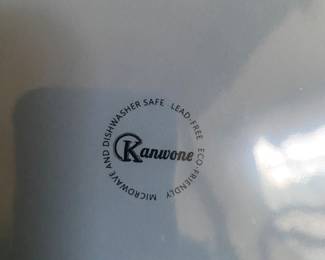 MICROWAVE AND DISHWASHER SAFE LEAD-FREE ECO-FRIENDLY
Kanwone